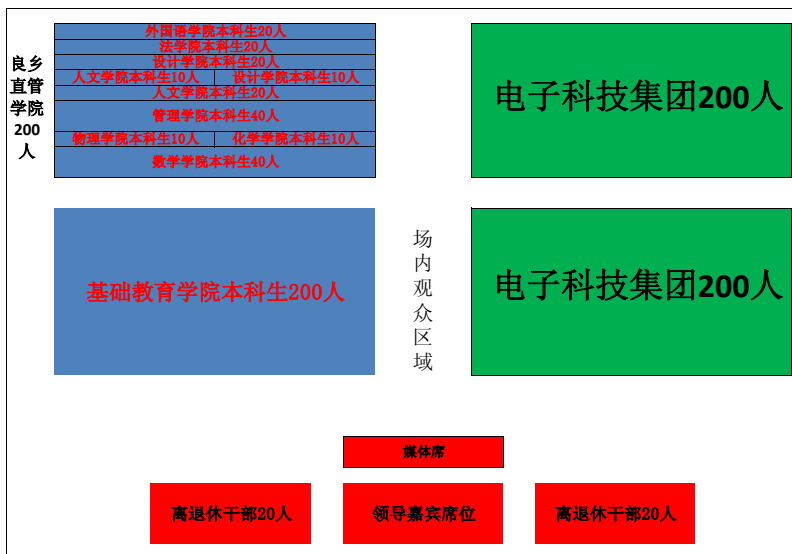 良乡
直管
学院
200
人
外国语学院本科生20人
法学院本科生20人
设计学院本科生20人
人文学院本科生10人
设计学院本科生10人
人文学院本科生20人
管理学院本科生40人
物理学院本科生10人
化学学院本科生10人
数学学院本科生40人
电子科技集团200人
基础教育学院本科生200人
场
内
观
众
区
域
电子科技集团200人
媒体席
离退休干部20人
领导嘉宾席位
离退休干部20人